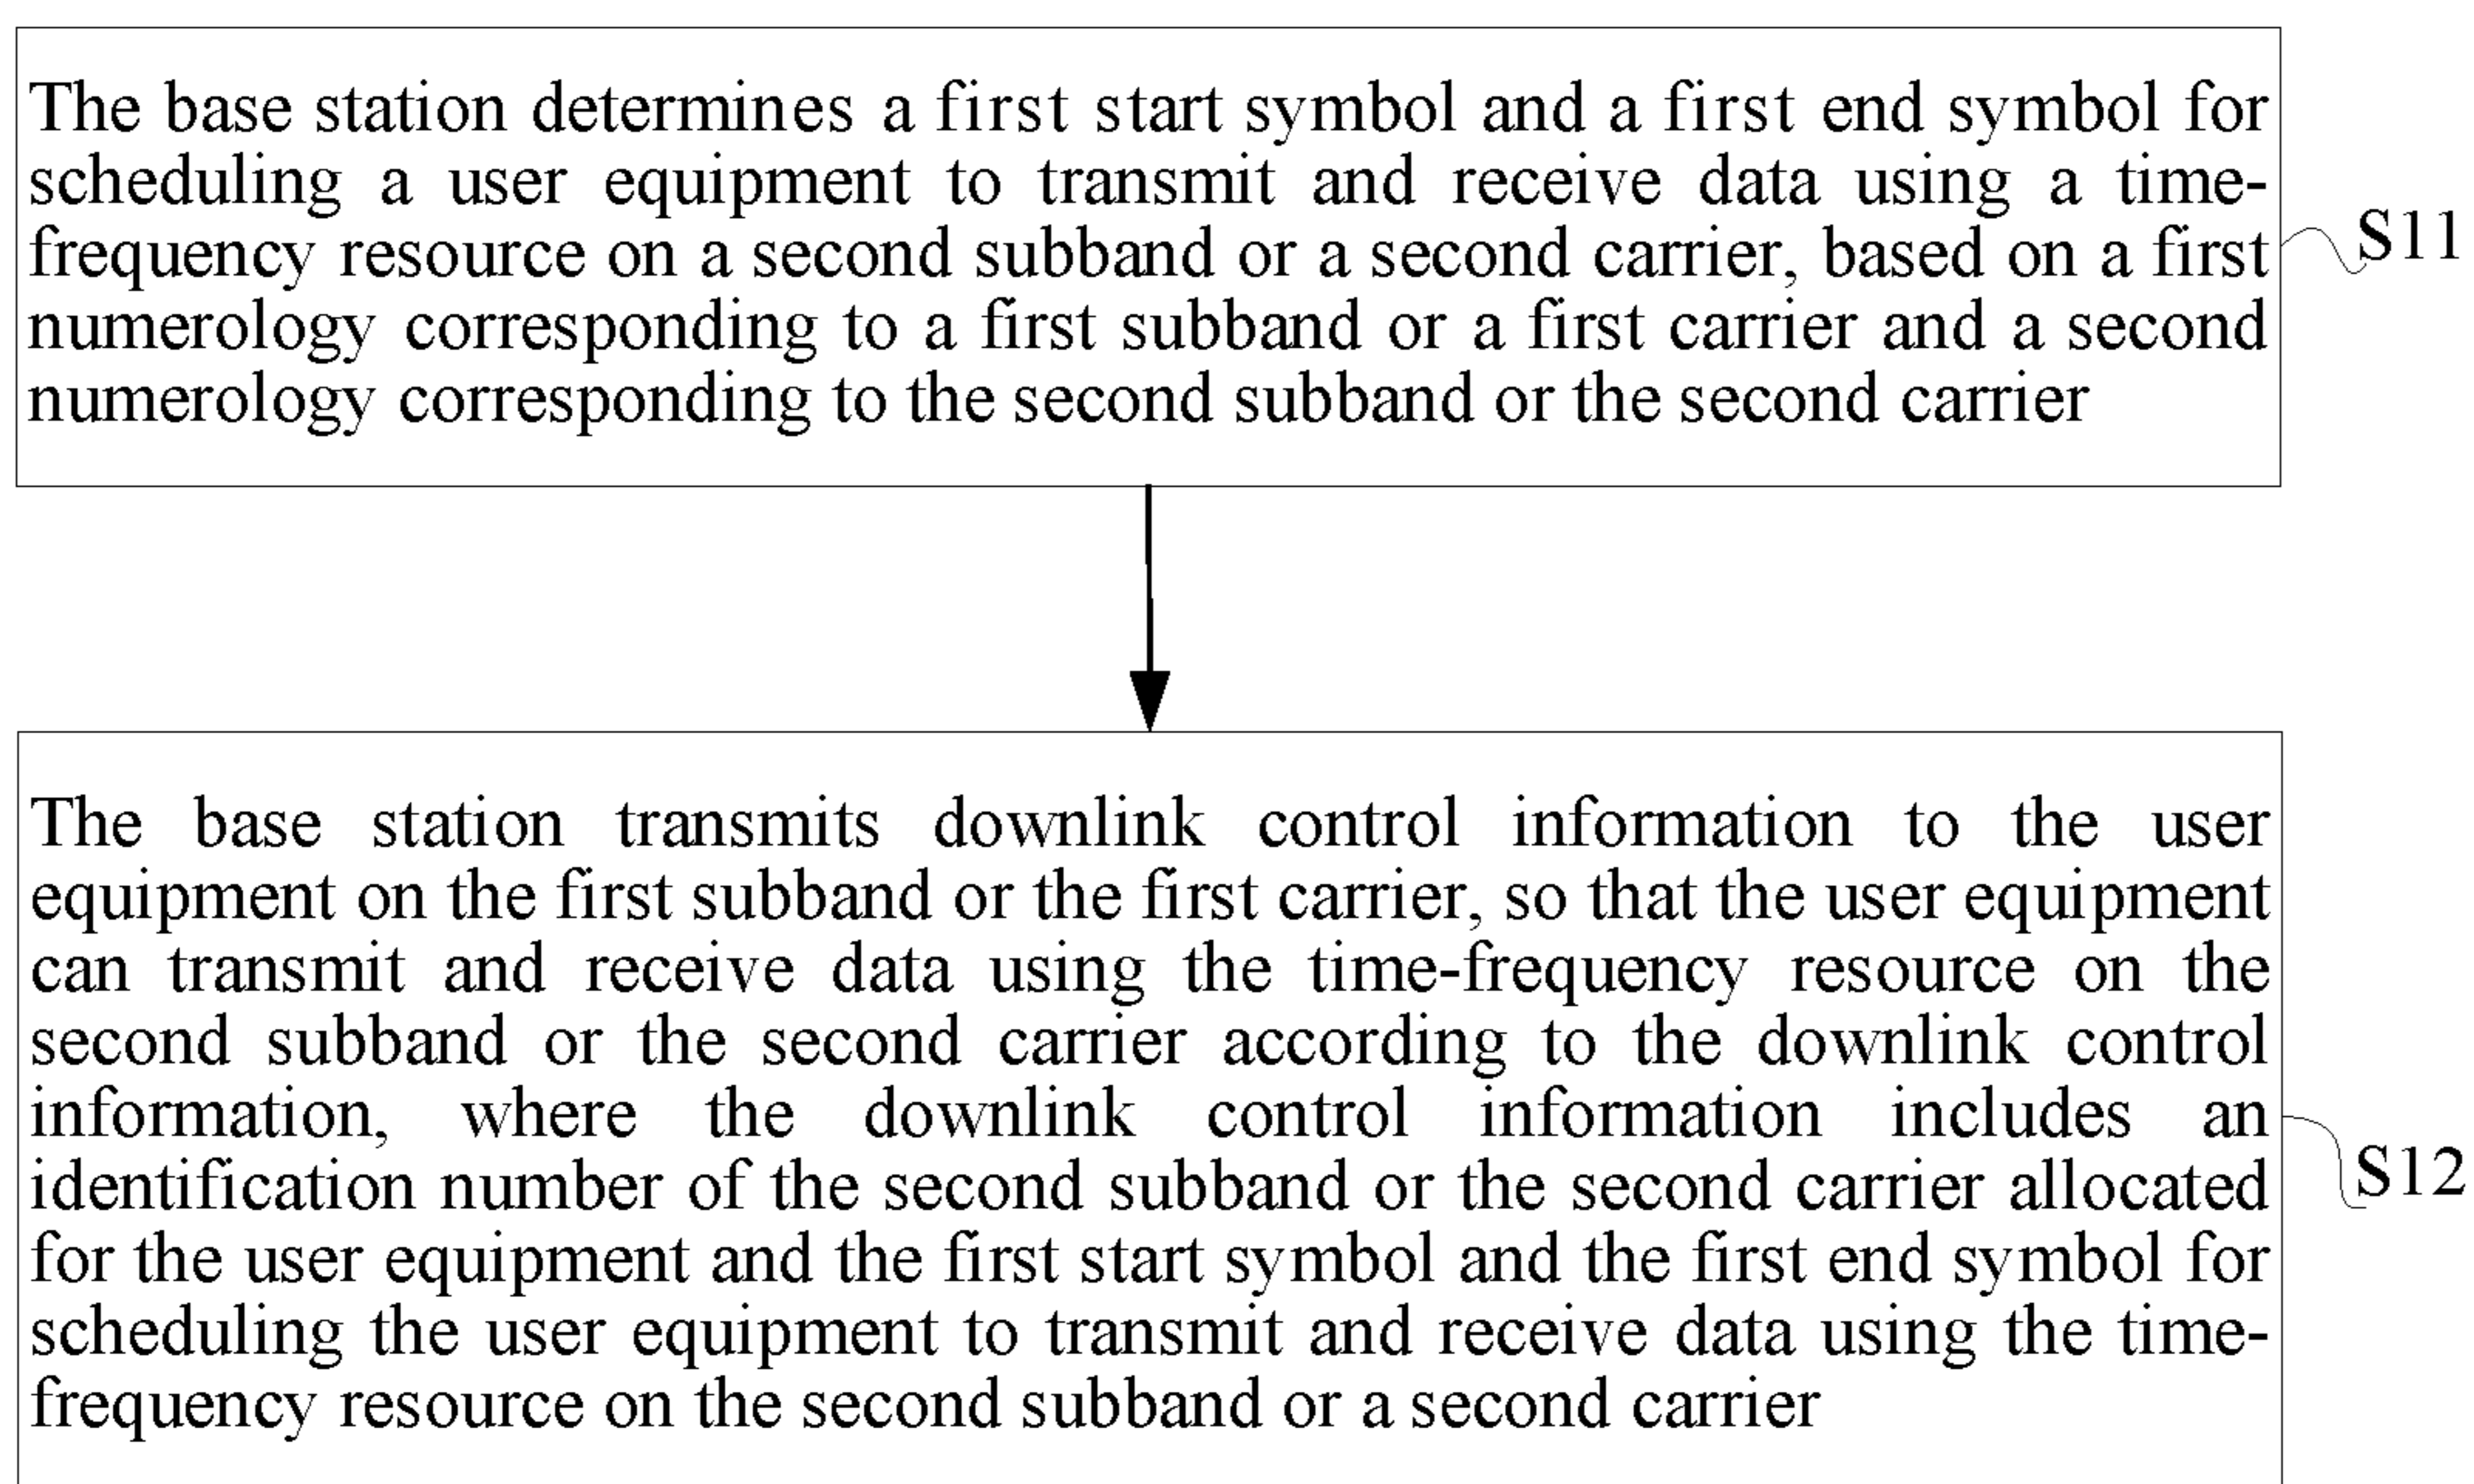 The base station determines a first start symbol and a first end symbol for
scheduling a user equipment to transmit and receive data using a time-
frequency resource on a second subband or a second carrier, based on a first
numerology corresponding to a first subband or a first carrier and a second
numerology corresponding to the second subband or the second carrier
S11
The base station transmits downlink control information to the user
equipment on the first subband or the first carrier, so that the user equipment
can transmit and receive data using the time-frequency resource on the
second subband or the second carrier according to the downlink control
information, where the downlink control information includes an
identification number of the second subband or the second carrier allocated
for the user equipment and the first start symbol and the first end symbol for
scheduling the user equipment to transmit and receive data using the time-
frequency resource on the second subband or a second carrier
S12